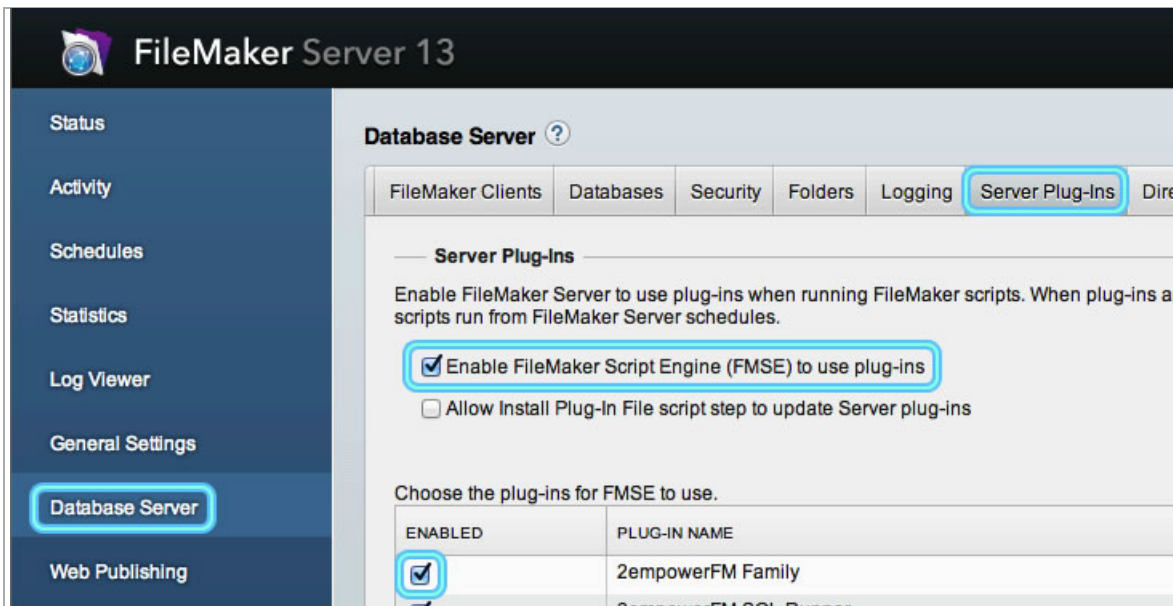 FileMaker Server 13
Status
Activity
Schedules
Statistics
Log Viewer
General Settings
Database Server
Web Publishing
Database Server ?
FileMaker Clients Databases Security Folders Logging Server Plug-Ins Dire
Server Plug-Ins
Enable FileMaker Server to use plug-ins when running FileMaker scripts. When plug-ins a
scripts run from FileMaker Server schedules.
Enable FileMaker Script Engine (FMSE) to use plug-ins
Allow Install Plug-In File script step to update Server plug-ins
Choose the plug-ins for FMSE to use.
ENABLED PLUG-IN NAME
2empowerFM Family